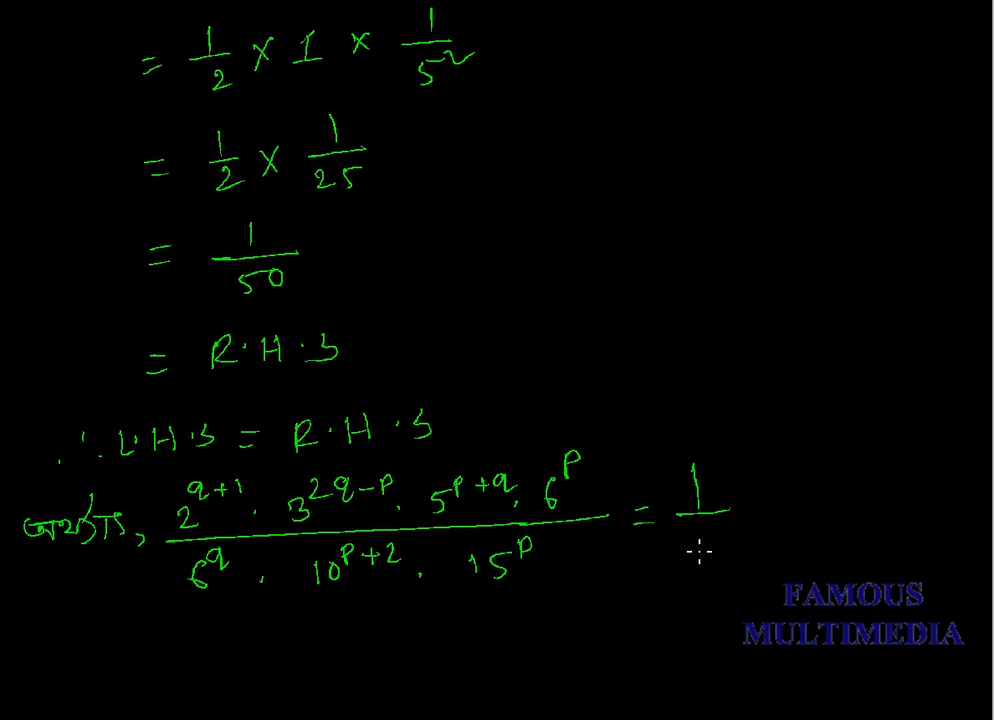 = 1/2 × 1 × 1/5²
= 1/2 × 1/25
= 1/50
= R.H.S
∴ L.H.S = R.H.S
অর্থাৎ, (2^(q+1) . 3^(2q-p) . 5^(p+q) . 6^p) / (6^q . 10^(p+2) . 15^p) = 1/
FAMOUS
MULTIMEDIA